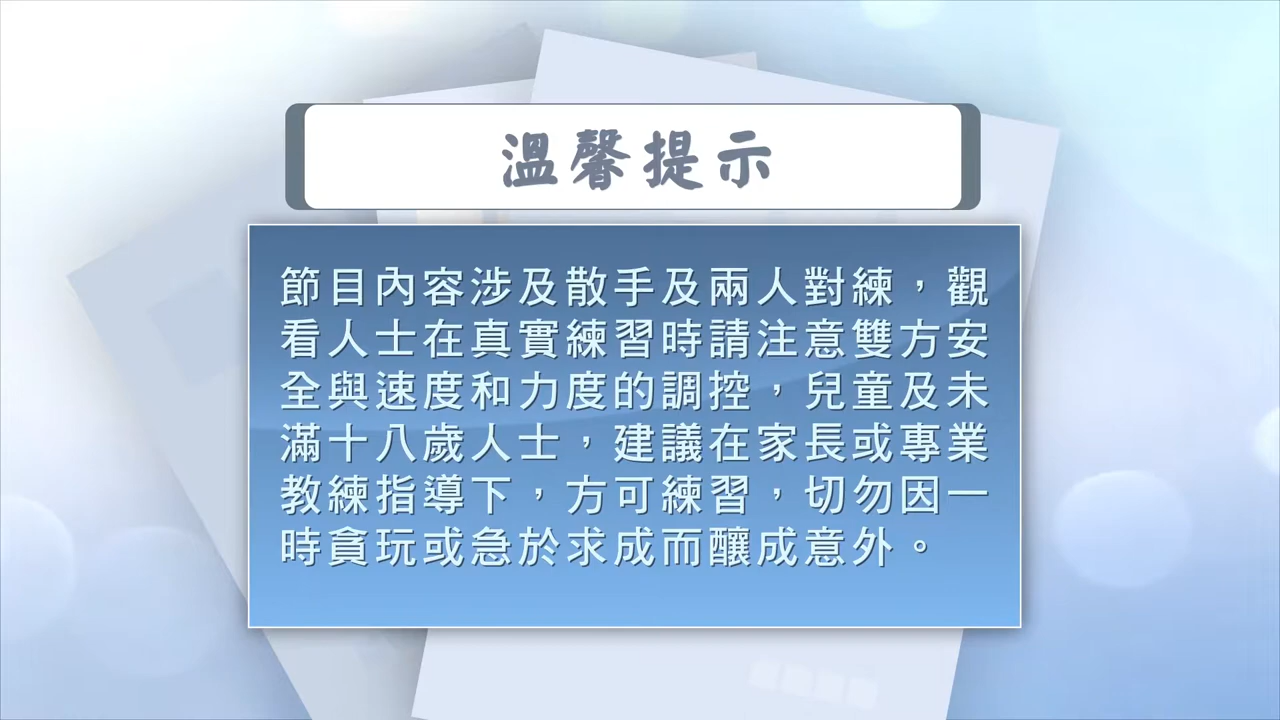 溫馨提示
節目內容涉及散手及兩人對練，觀
看人士在真實練習時請注意雙方安
全與速度和力度的調控，兒童及未
滿十八歲人士，建議在家長或專業
教練指導下，方可練習，切勿因一
時貪玩或急於求成而釀成意外。